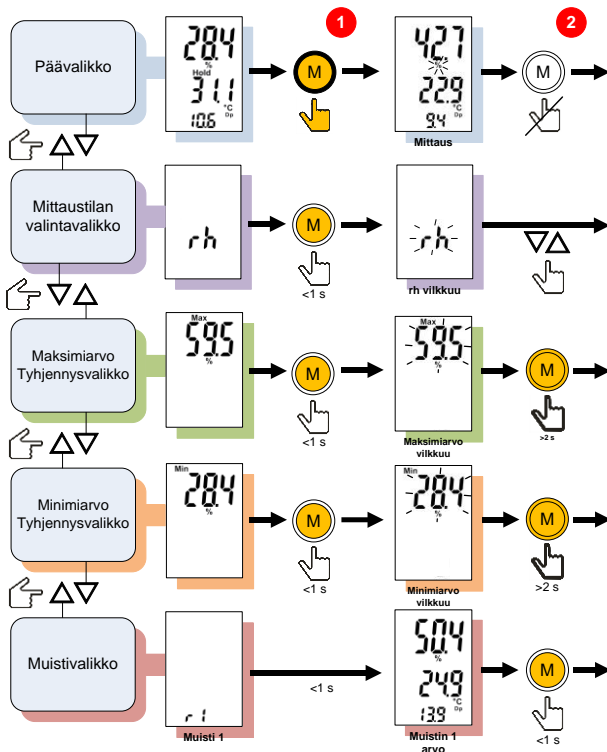 1
2
Päävalikko
28.4
%
Hold
31.1
°C
Dp
10.6
M
42.7
%
22.9
°C
Dp
9.4
Mittaus
M
Mittaustilan
valintavalikko
rh
M
<1 s
rh
rh vilkkuu
Maksimiarvo
Tyhjennysvalikko
Max
59.5
%
M
<1 s
Max
59.5
%
Maksimiarvo
vilkkuu
M
>2 s
Minimiarvo
Tyhjennysvalikko
Min
28.4
%
M
<1 s
Min
28.4
%
Minimiarvo
vilkkuu
M
>2 s
Muistivalikko
r 1
Muisti 1
<1 s
50.4
%
24.9
°C
Dp
13.9
Muistin 1
arvo
M
<1 s